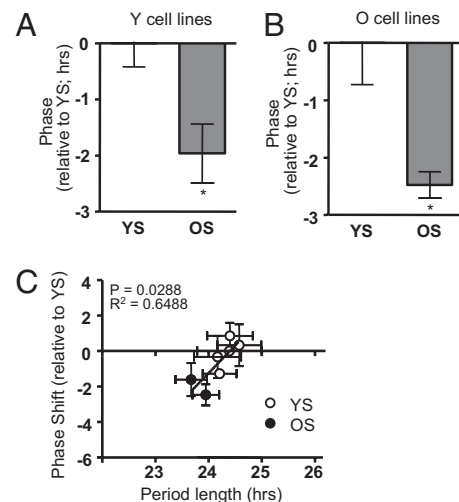 A
Y cell lines
Phase
(relative to YS; hrs)
0
-1
-2
-3
*
YS OS
B
O cell lines
Phase
(relative to YS; hrs)
0
-1
-2
-3
*
YS OS
C
Phase Shift (relative to YS)
4
2
0
-2
-4
-6
P = 0.0288
R² = 0.6488
YS
OS
23 24 25 26
Period length (hrs)